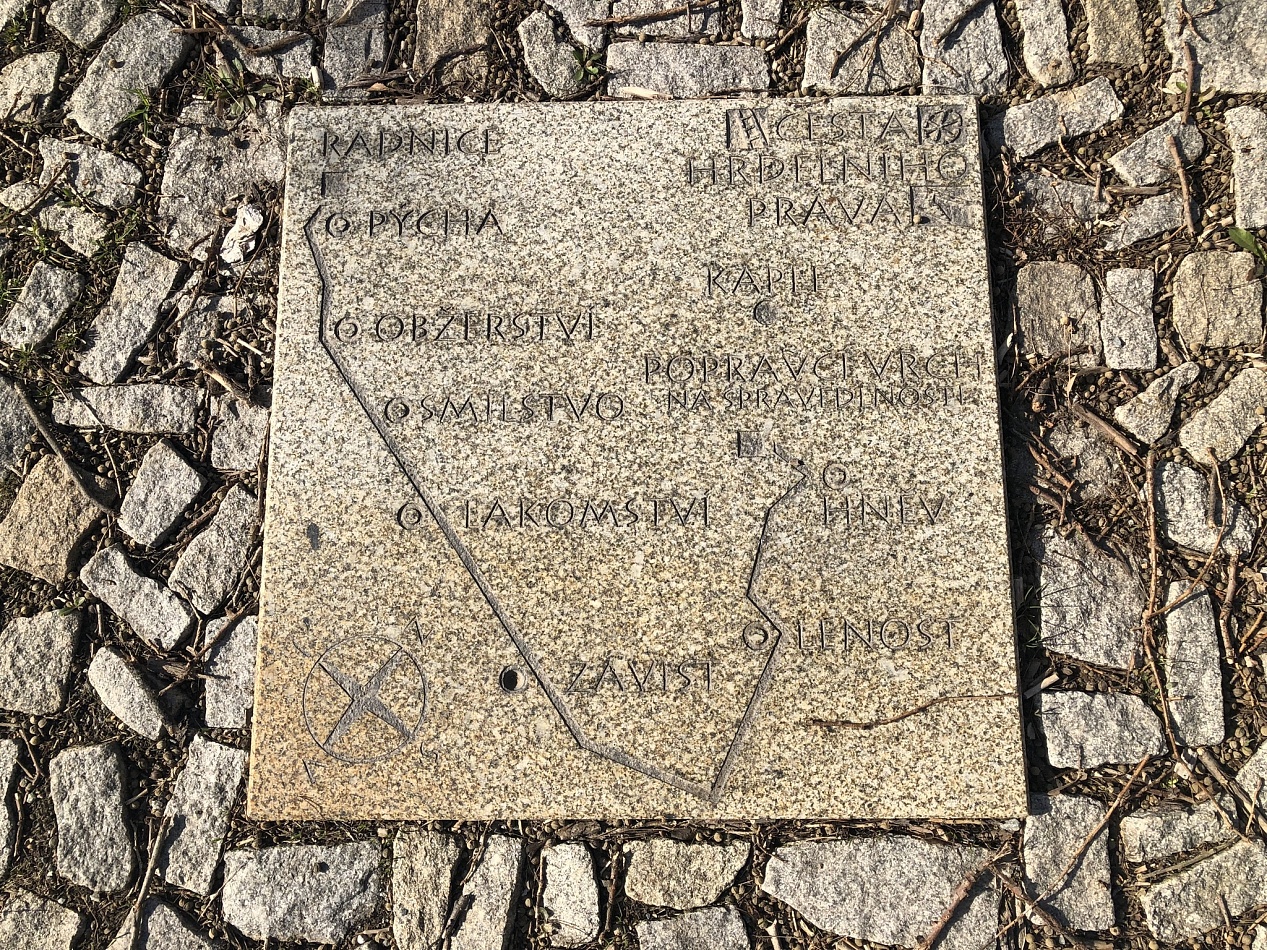 RADNICE
CESTA
HRDELNÍHO
PRÁVA
PÝCHA
KAPLE
OBŽERSTVÍ
POPRAVČÍ VRCH
NA SPRAVEDLNOSTI
SMILSTVO
HNĚV
LAKOMSTVÍ
LENOST
ZÁVIST